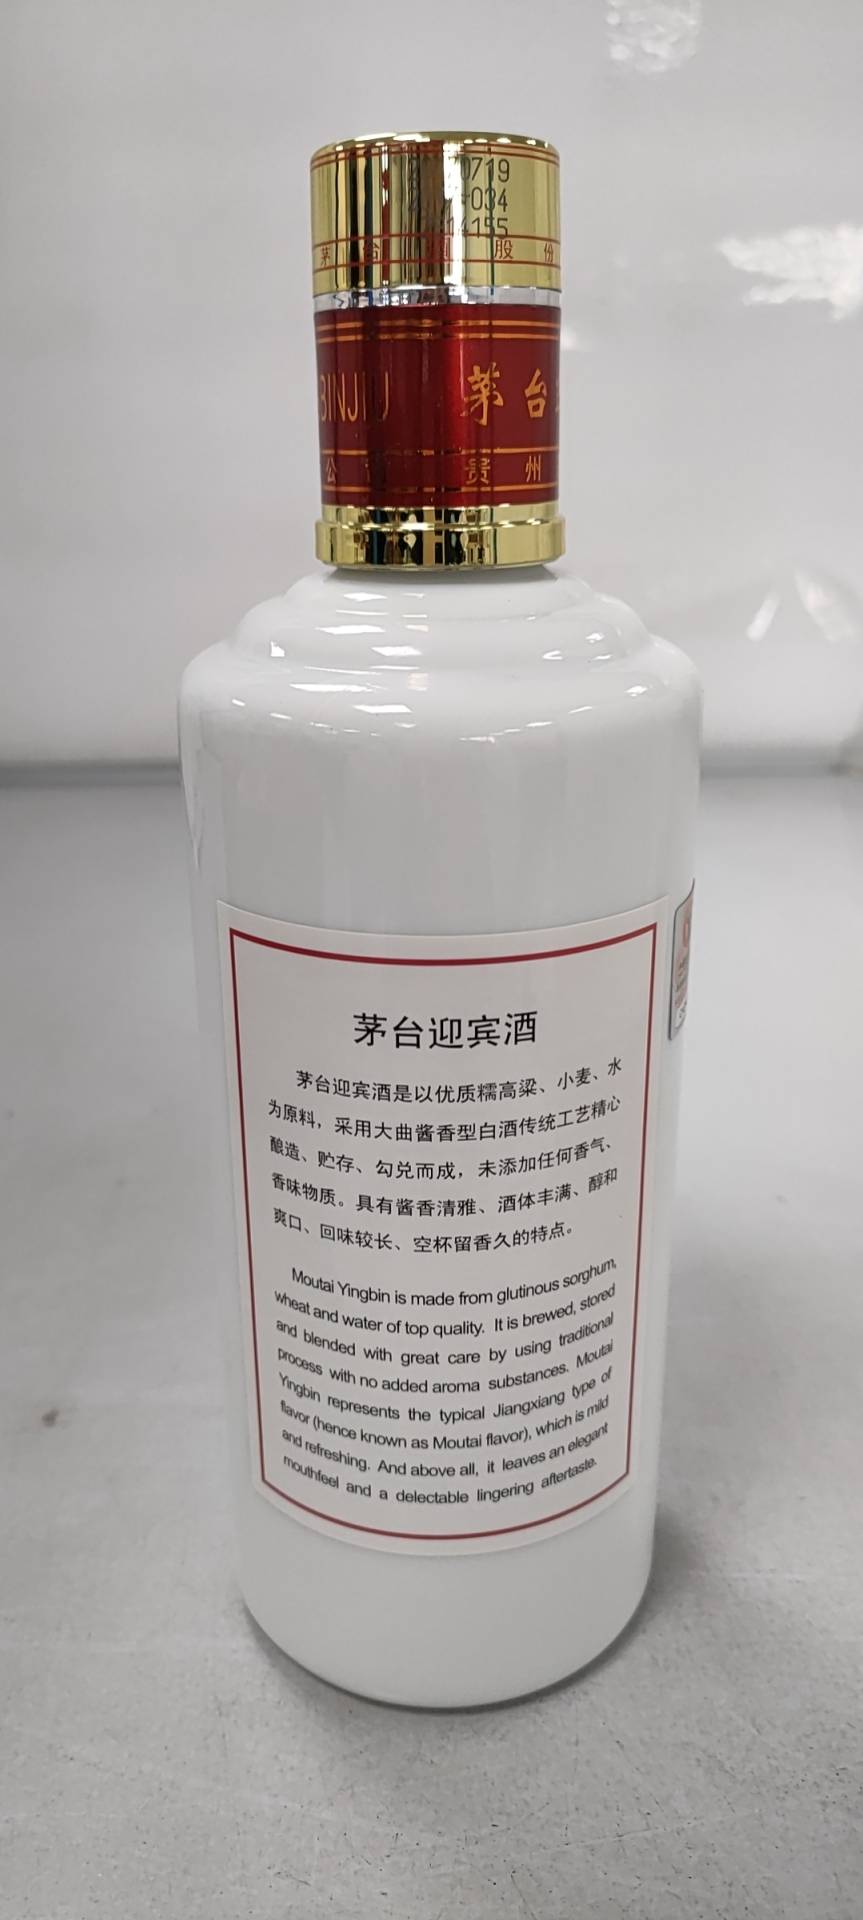 0719
034
14155
茅 台 股 份
BINJIU 茅 台
公 贵 州
茅台迎宾酒
茅台迎宾酒是以优质糯高粱、小麦、水
为原料，采用大曲酱香型白酒传统工艺精心
酿造、贮存、勾兑而成，未添加任何香气、
香味物质。具有酱香清雅、酒体丰满、醇和
爽口、回味较长、空杯留香久的特点。
Moutai Yingbin is made from glutinous sorghum,
wheat and water of top quality. It is brewed, stored
and blended with great care by using traditional
process with no added aroma substances. Moutai
Yingbin represents the typical Jiangxiang type of
flavor (hence known as Moutai flavor), which is mild
and refreshing. And above all, it leaves an elegant
mouthfeel and a delectable lingering aftertaste.